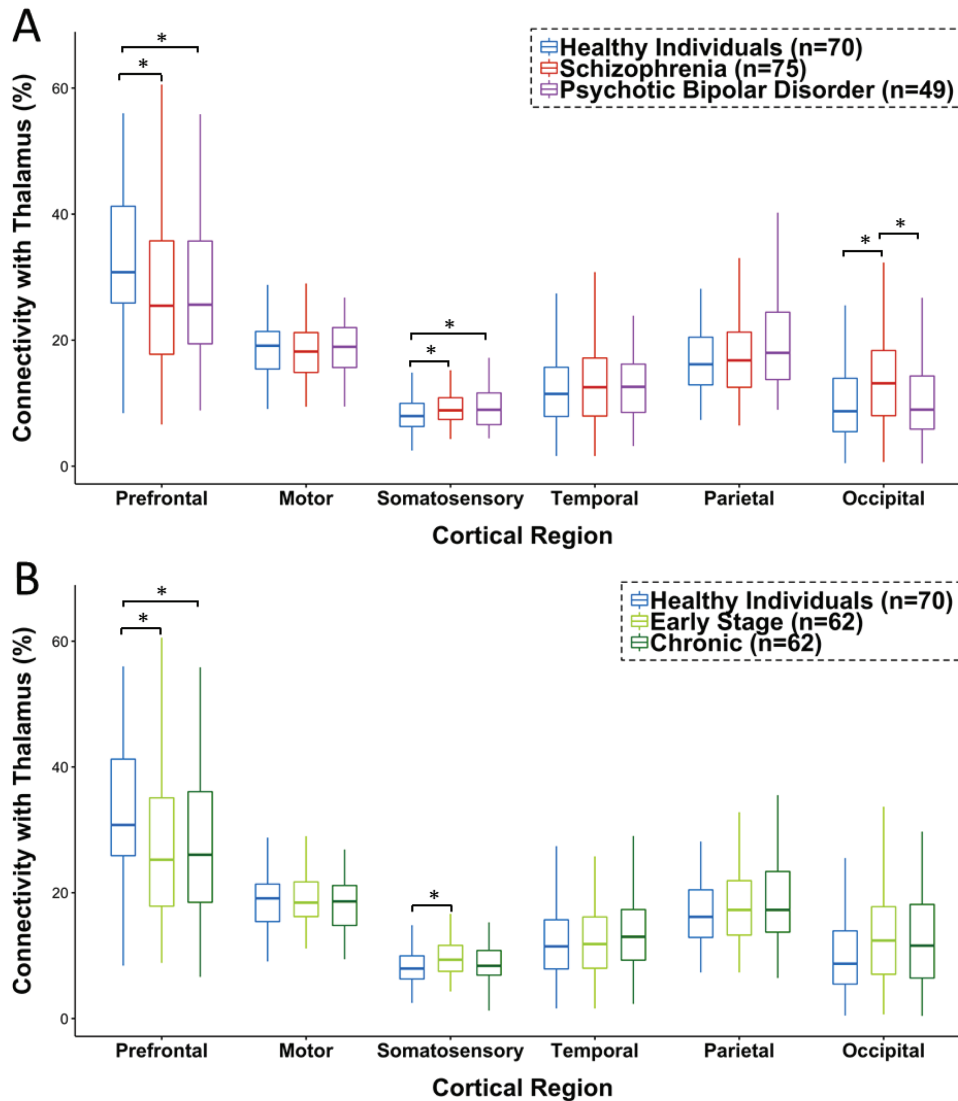 A
Connectivity with Thalamus (%)
Healthy Individuals (n=70)
Schizophrenia (n=75)
Psychotic Bipolar Disorder (n=49)
* * * * * *
60
40
20
0
Prefrontal Motor Somatosensory Temporal Parietal Occipital
Cortical Region
B
Connectivity with Thalamus (%)
Healthy Individuals (n=70)
Early Stage (n=62)
Chronic (n=62)
* * *
60
40
20
0
Prefrontal Motor Somatosensory Temporal Parietal Occipital
Cortical Region